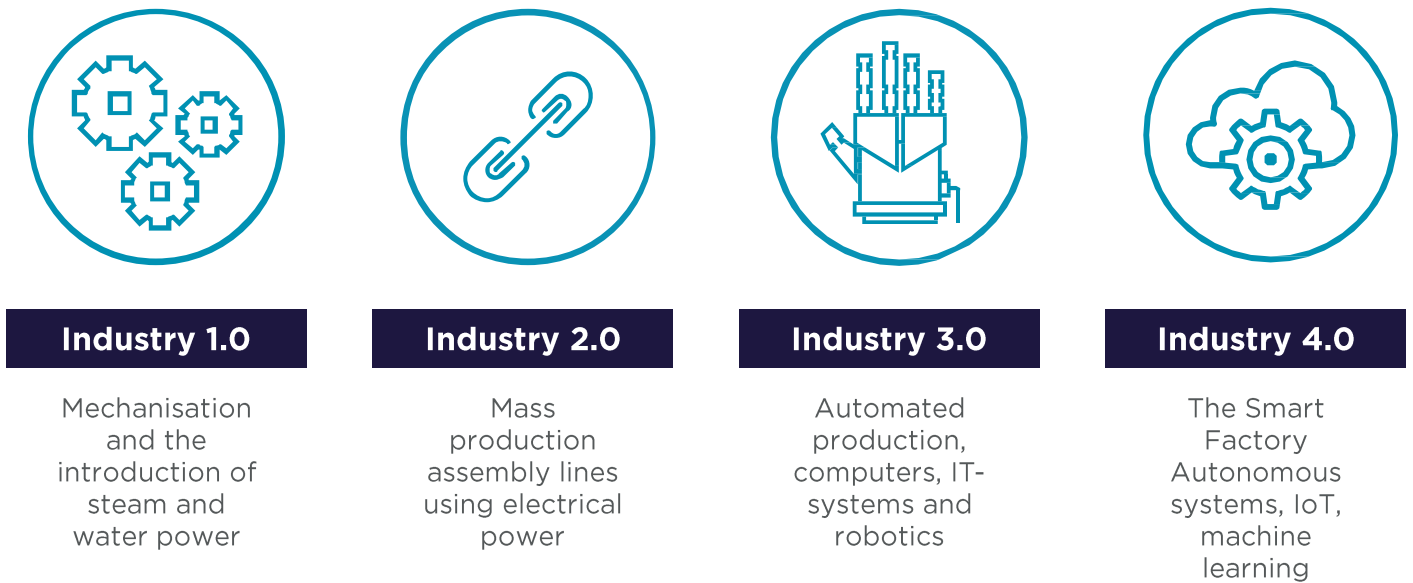 Industry 1.0
Mechanisation
and the
introduction of
steam and
water power
Industry 2.0
Mass
production
assembly lines
using electrical
power
Industry 3.0
Automated
production,
computers, IT-
systems and
robotics
Industry 4.0
The Smart
Factory
Autonomous
systems, IoT,
machine
learning